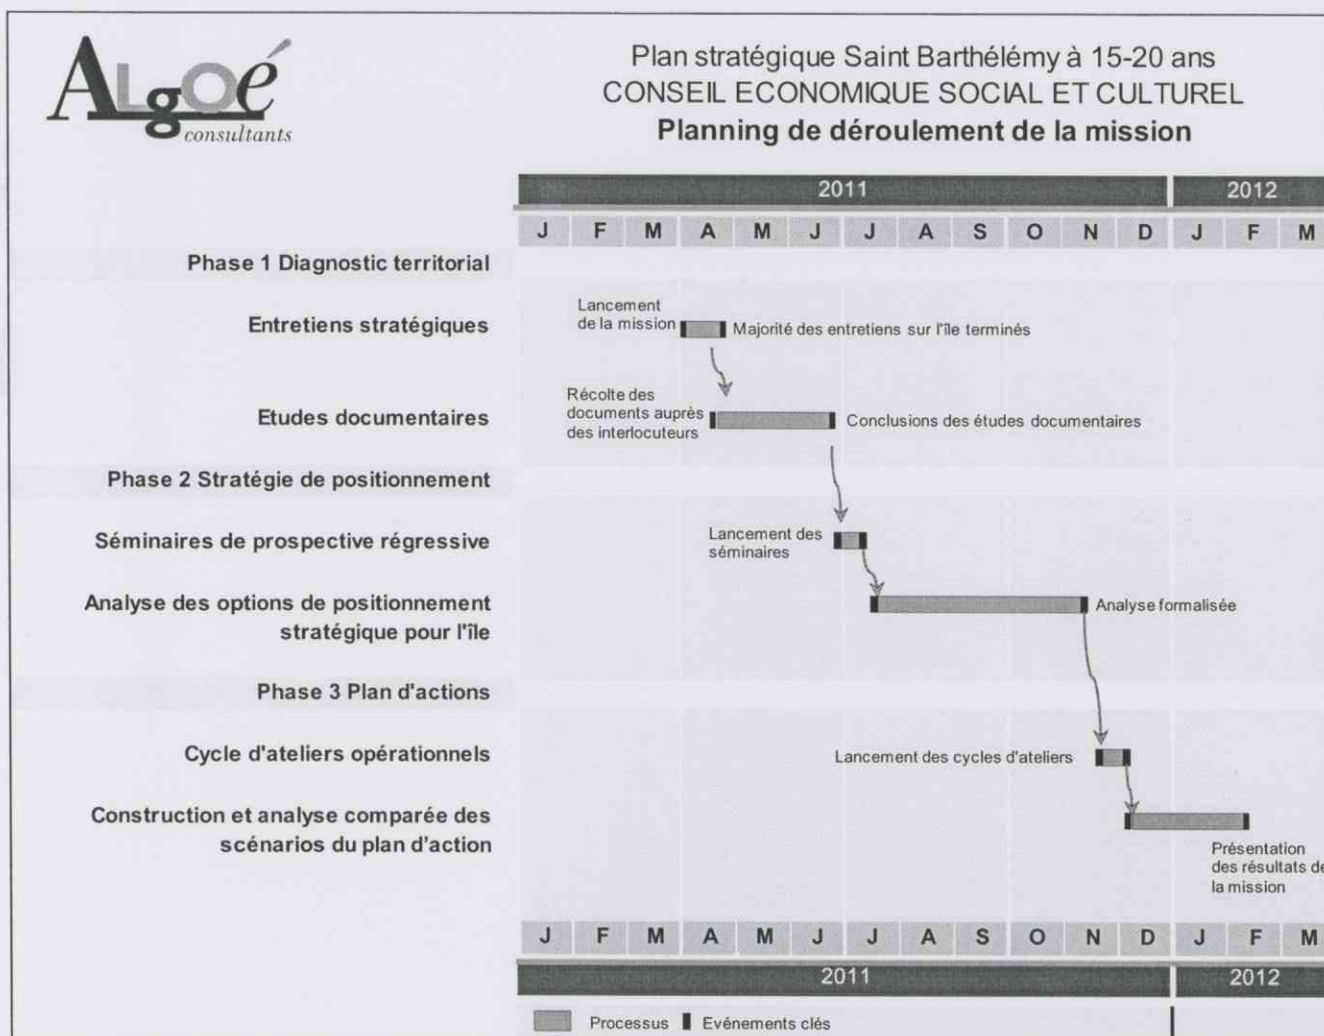 ALgOé
consultants
Plan stratégique Saint Barthélémy à 15-20 ans
CONSEIL ECONOMIQUE SOCIAL ET CULTUREL
Planning de déroulement de la mission
2011 2012
J F M A M J J A S O N D J F M
Phase 1 Diagnostic territorial
Lancement
de la mission
Entretiens stratégiques
Majorité des entretiens sur l'île terminés
Récolte des
documents auprès
des interlocuteurs
Etudes documentaires
Conclusions des études documentaires
Phase 2 Stratégie de positionnement
Séminaires de prospective régressive
Lancement des
séminaires
Analyse des options de positionnement
stratégique pour l'île
Analyse formalisée
Phase 3 Plan d'actions
Cycle d'ateliers opérationnels
Lancement des cycles d'ateliers
Construction et analyse comparée des
scénarios du plan d'action
Présentation
des résultats de
la mission
J F M A M J J A S O N D J F M
2011 2012
Processus Evénements clés